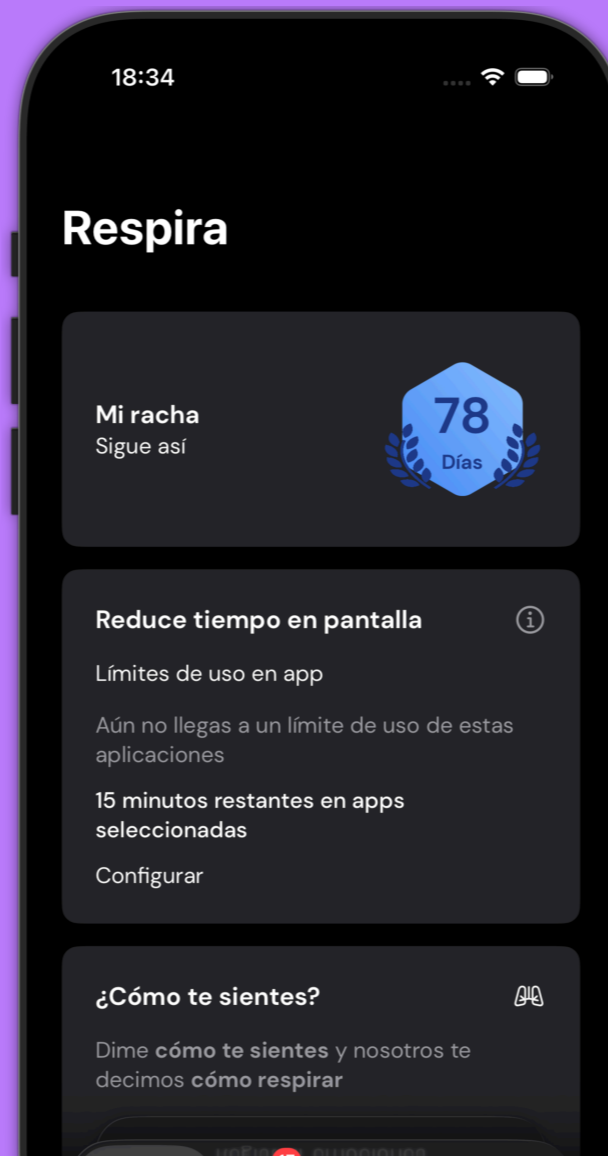 18:34
Respira
Mi racha
Sigue así
78
Días
Reduce tiempo en pantalla
Límites de uso en app
Aún no llegas a un límite de uso de estas
aplicaciones
15 minutos restantes en apps
seleccionadas
Configurar
¿Cómo te sientes?
Dime cómo te sientes y nosotros te
decimos cómo respirar